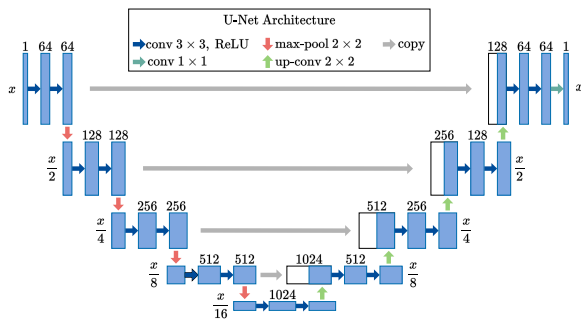 U-Net Architecture
conv 3 × 3, ReLU
max-pool 2 × 2
copy
conv 1 × 1
up-conv 2 × 2
1 64 64
128 64 64 1
x
x
128 128
256 128
x/2
x/2
256 256
512 256
x/4
x/4
512 512
1024 512
x/8
x/8
1024
x/16